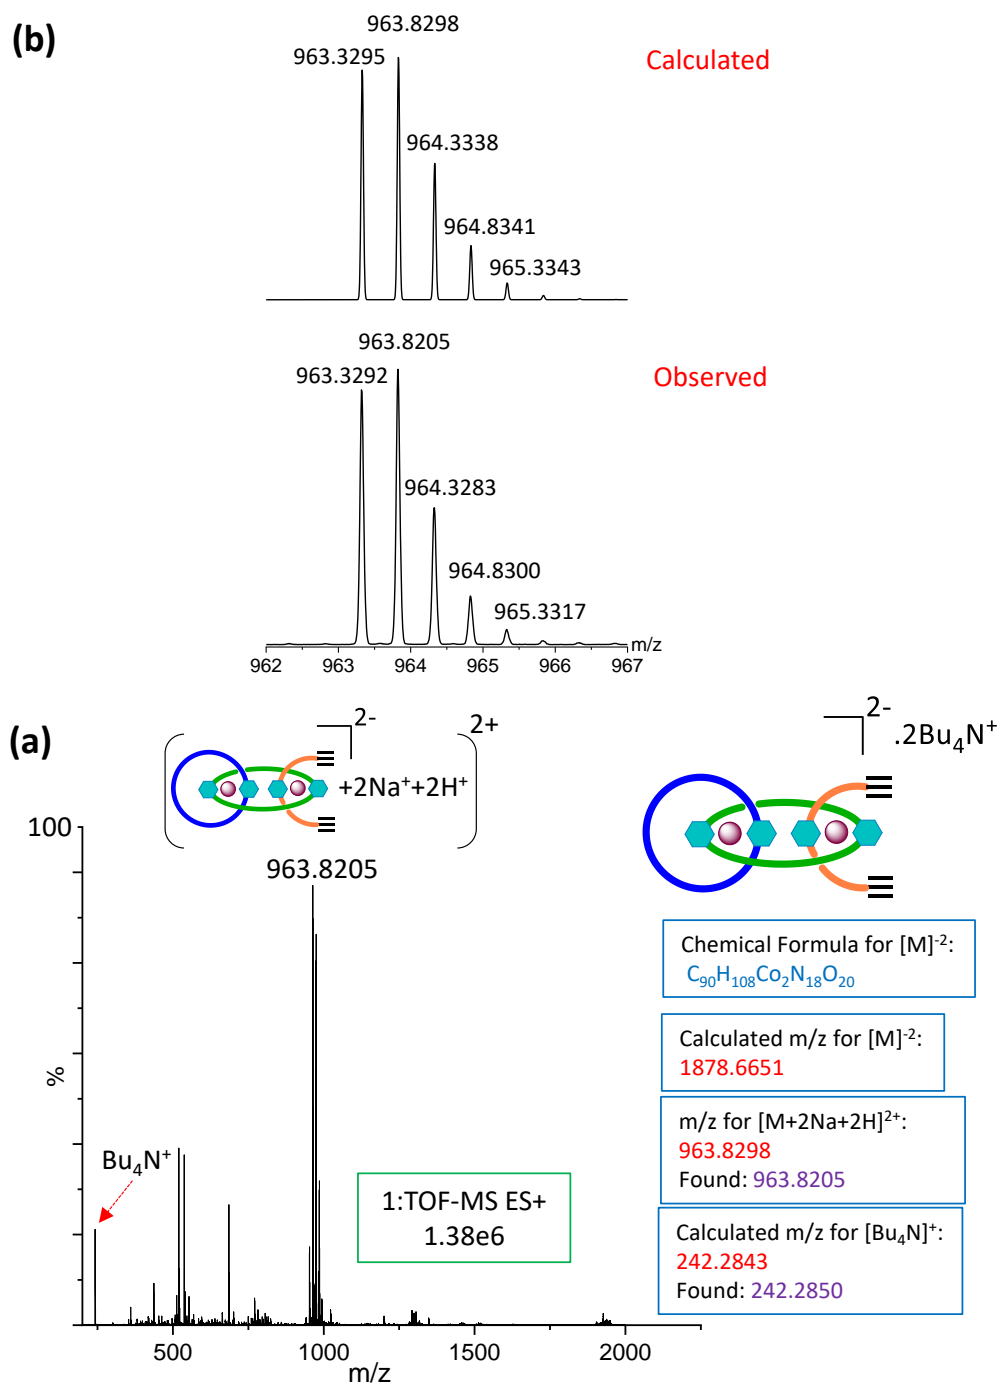 (b)
963.3295
963.8298
Calculated
964.3338
964.8341
965.3343
963.8205
963.3292
Observed
964.3283
964.8300
965.3317
m/z
962 963 964 965 966 967
(a)
2-
2+
+2Na⁺+2H⁺
2-
.2Bu₄N⁺
100
963.8205
%
Bu₄N⁺
1:TOF-MS ES+
1.38e6
500 1000 1500 2000
m/z
Chemical Formula for [M]⁻²:
C₉₀H₁₀₈Co₂N₁₈O₂₀
Calculated m/z for [M]⁻²:
1878.6651
m/z for [M+2Na+2H]²⁺:
963.8298
Found: 963.8205
Calculated m/z for [Bu₄N]⁺:
242.2843
Found: 242.2850